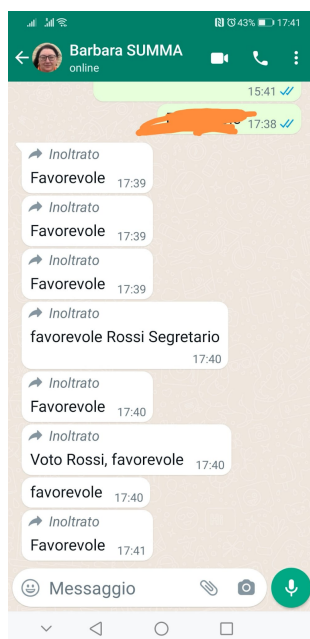 43% 17:41
Barbara SUMMA
online
15:41
17:38
Inoltrato
Favorevole 17:39
Inoltrato
Favorevole 17:39
Inoltrato
Favorevole 17:39
Inoltrato
favorevole Rossi Segretario
17:40
Inoltrato
Favorevole 17:40
Inoltrato
Voto Rossi, favorevole 17:40
favorevole 17:40
Inoltrato
Favorevole 17:41
Messaggio